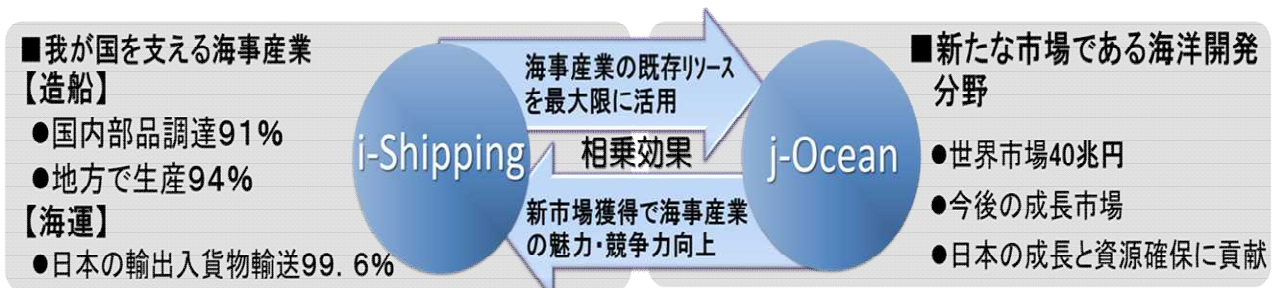 ■我が国を支える海事産業
【造船】
●国内部品調達91%
●地方で生産94%
【海運】
●日本の輸出入貨物輸送99.6%
i-Shipping
海事産業の既存リソース
を最大限に活用
相乗効果
新市場獲得で海事産業
の魅力・競争力向上
j-Ocean
■新たな市場である海洋開発
分野
●世界市場40兆円
●今後の成長市場
●日本の成長と資源確保に貢献